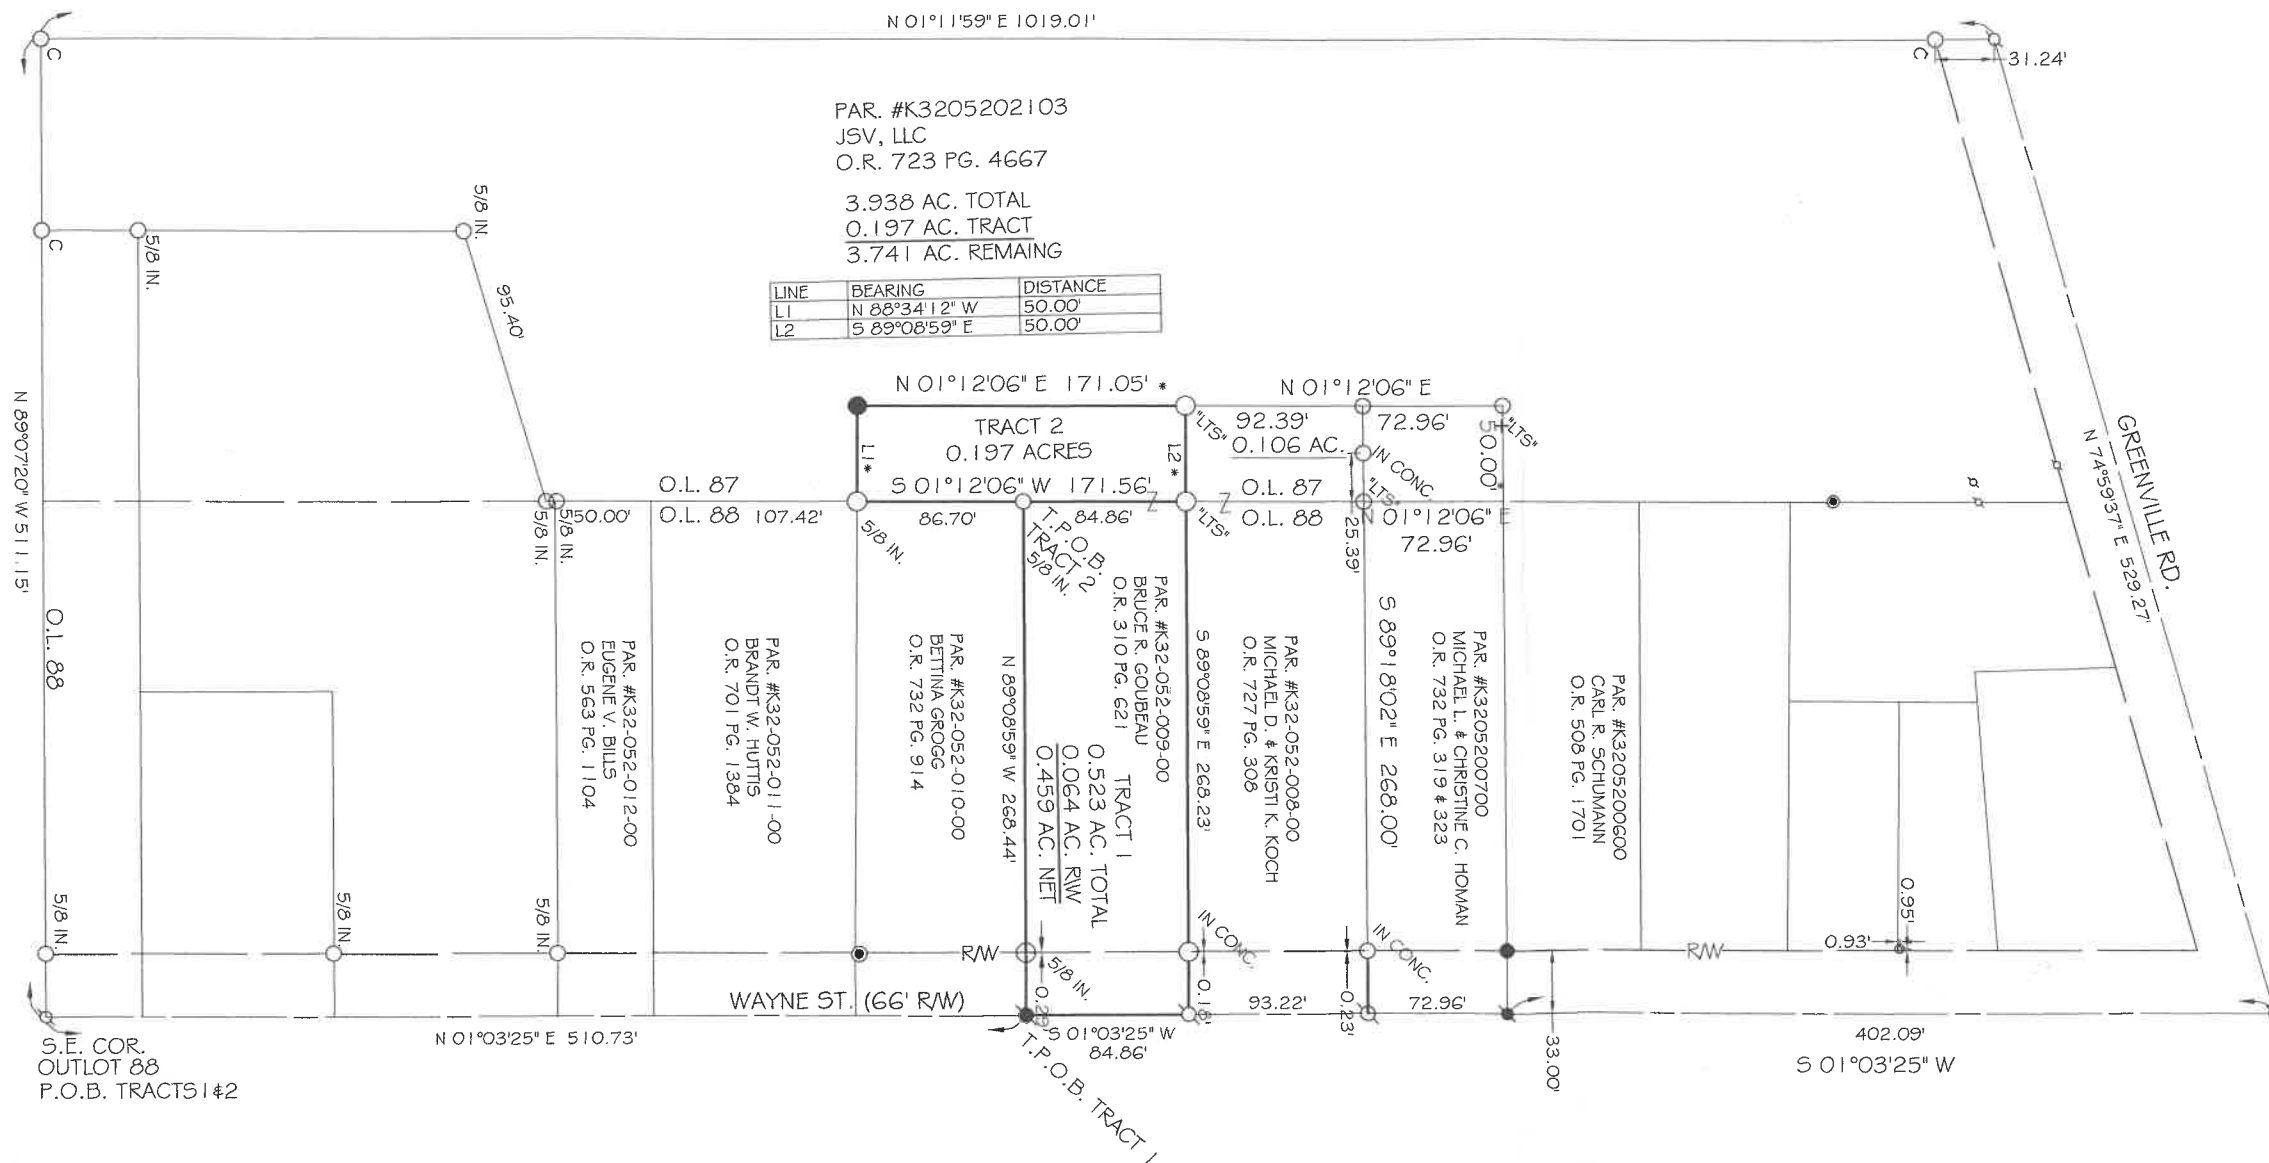 N 01°11'59" E 1019.01'
C
C
31.24'
PAR. #K3205202103
JSV, LLC
O.R. 723 PG. 4667
3.938 AC. TOTAL
0.197 AC. TRACT
3.741 AC. REMAING
LINE BEARING DISTANCE
L1 N 88°34'12" W 50.00'
L2 S 89°08'59" E 50.00'
C
5/8 IN.
5/8 IN.
95.40'
N 89°07'20" W 511.15'
O.L. 88
N 01°12'06" E 171.05' *
N 01°12'06" E
TRACT 2
0.197 ACRES
L1 *
L2 *
"LTS"
92.39'
72.96'
0.106 AC.
IN CONC.
"LTS"
50.00'*
"LTS"
GREENVILLE RD.
N 74°59'37" E 529.27'
O.L. 87
S 01°12'06" W 171.56'
O.L. 87
50.00'
O.L. 88 107.42'
86.70'
84.86'
"LTS"
O.L. 88
N 01°12'06" E
72.96'
25.39'
5/8 IN.
5/8 IN.
5/8 IN.
T.P.O.B.
TRACT 2
5/8 IN.
PAR. #K32-052-012-00
EUGENE V. BILLS
O.R. 563 PG. 1104
PAR. #K32-052-011-00
BRANDT W. HUTTIS
O.R. 701 PG. 1384
PAR. #K32-052-010-00
BETTINA GROGG
O.R. 732 PG. 914
N 89°08'59" W 268.44'
PAR. #K32-052-009-00
BRUCE R. GOUBEAU
O.R. 310 PG. 621
TRACT 1
0.523 AC. TOTAL
0.064 AC. R/W
0.459 AC. NET
S 89°08'59" E 268.23'
PAR. #K32-052-008-00
MICHAEL D. & KRISTI K. KOCH
O.R. 727 PG. 308
S 89°18'02" E 268.00'
PAR. #K3205200700
MICHAEL L. & CHRISTINE C. HOMAN
O.R. 732 PG. 319 & 323
PAR. #K3205200600
CARL R. SCHUMANN
O.R. 508 PG. 1701
5/8 IN.
5/8 IN.
5/8 IN.
R/W
5/8 IN.
IN CONC.
IN CONC.
R/W
0.93'
0.95'
WAYNE ST. (66' R/W)
0.29'
0.18'
93.22'
0.23'
72.96'
33.00'
S.E. COR.
OUTLOT 88
P.O.B. TRACTS 1&2
N 01°03'25" E 510.73'
S 01°03'25" W
84.86'
T.P.O.B. TRACT 1
402.09'
S 01°03'25" W